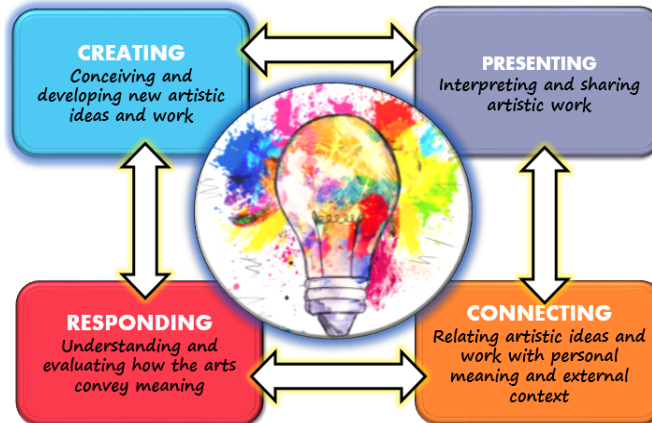 CREATING
Conceiving and
developing new artistic
ideas and work
PRESENTING
Interpreting and sharing
artistic work
RESPONDING
Understanding and
evaluating how the arts
convey meaning
CONNECTING
Relating artistic ideas and
work with personal
meaning and external
context